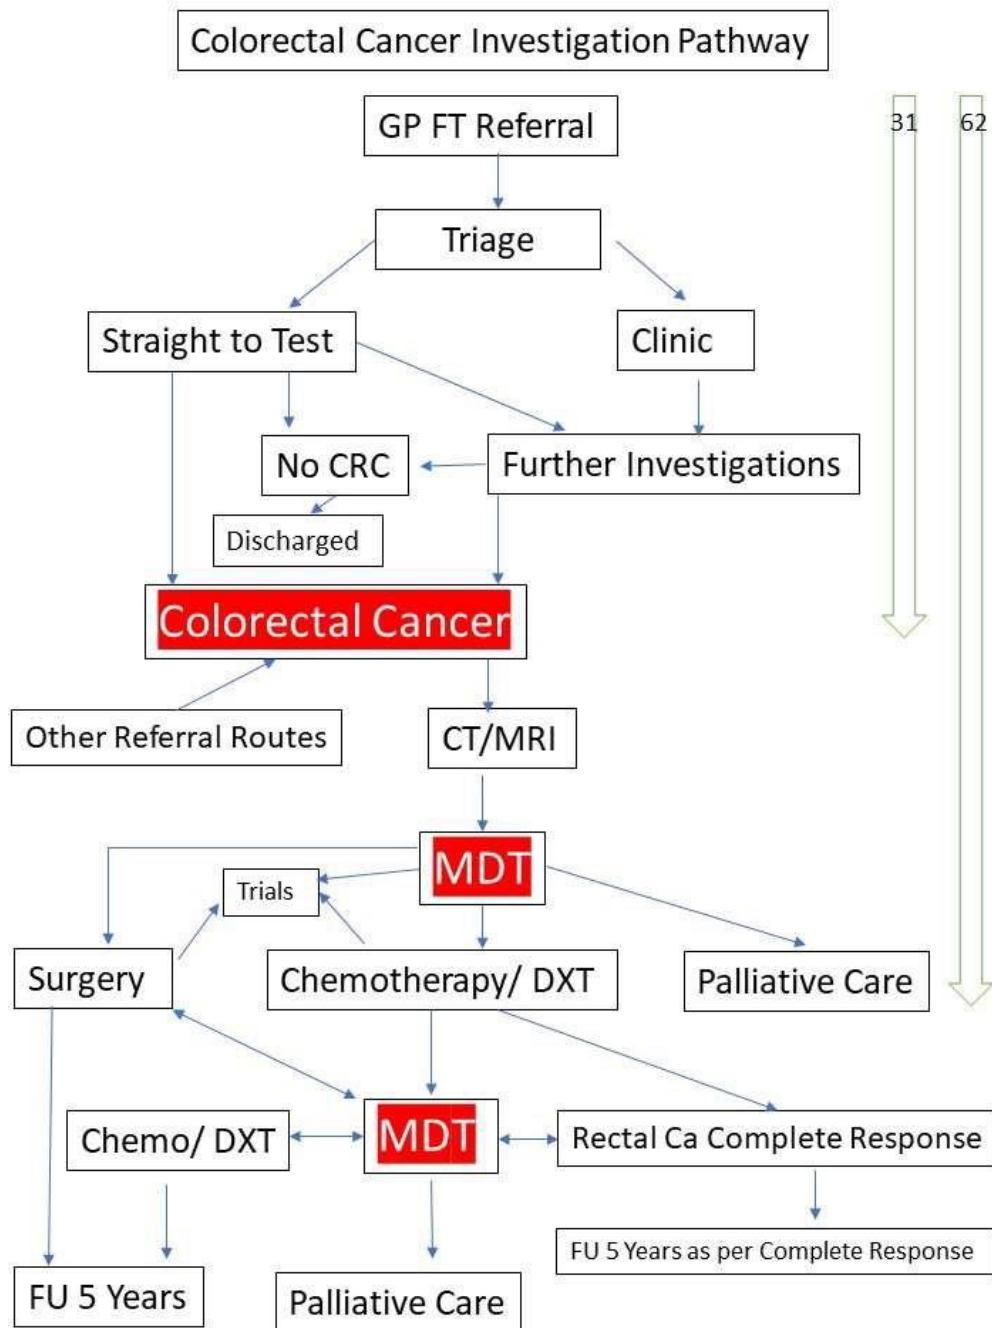 Colorectal Cancer Investigation Pathway
GP FT Referral
31
62
Triage
Straight to Test
Clinic
No CRC
Further Investigations
Discharged
Colorectal Cancer
Other Referral Routes
CT/MRI
MDT
Trials
Surgery
Chemotherapy/ DXT
Palliative Care
Chemo/ DXT
MDT
Rectal Ca Complete Response
FU 5 Years as per Complete Response
FU 5 Years
Palliative Care